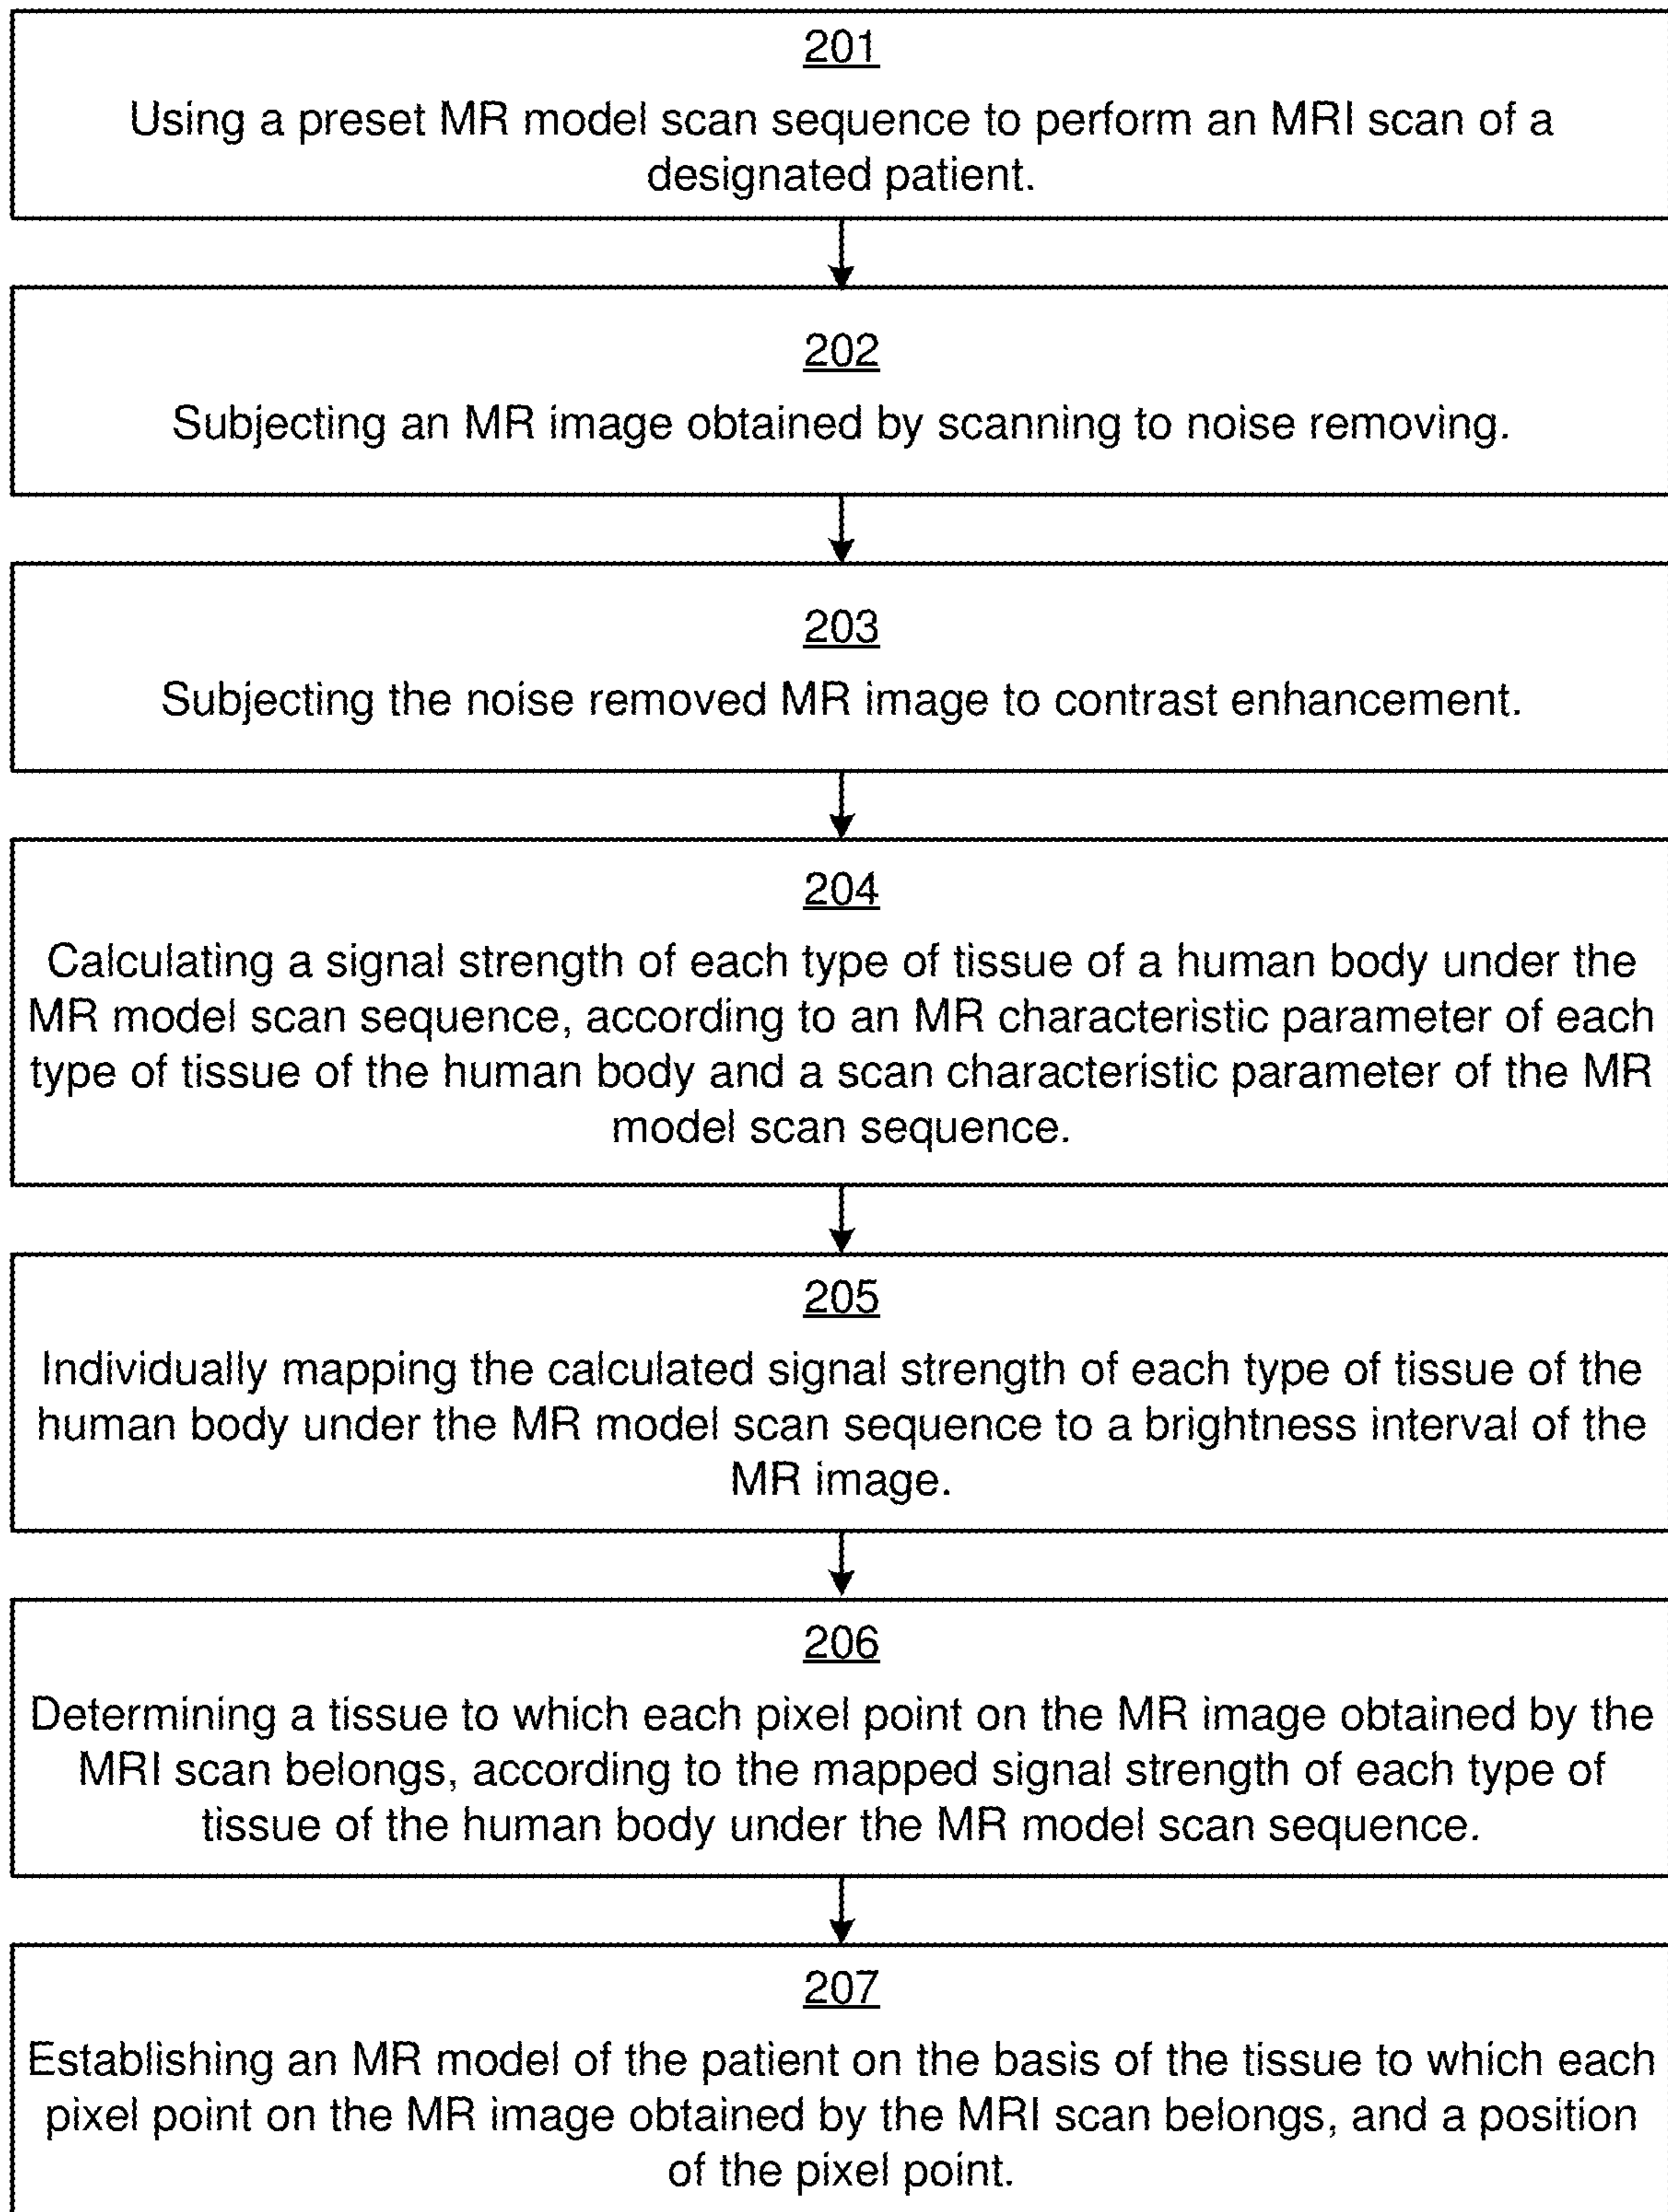 201
Using a preset MR model scan sequence to perform an MRI scan of a
designated patient.
202
Subjecting an MR image obtained by scanning to noise removing.
203
Subjecting the noise removed MR image to contrast enhancement.
204
Calculating a signal strength of each type of tissue of a human body under the
MR model scan sequence, according to an MR characteristic parameter of each
type of tissue of the human body and a scan characteristic parameter of the MR
model scan sequence.
205
Individually mapping the calculated signal strength of each type of tissue of the
human body under the MR model scan sequence to a brightness interval of the
MR image.
206
Determining a tissue to which each pixel point on the MR image obtained by the
MRI scan belongs, according to the mapped signal strength of each type of
tissue of the human body under the MR model scan sequence.
207
Establishing an MR model of the patient on the basis of the tissue to which each
pixel point on the MR image obtained by the MRI scan belongs, and a position
of the pixel point.